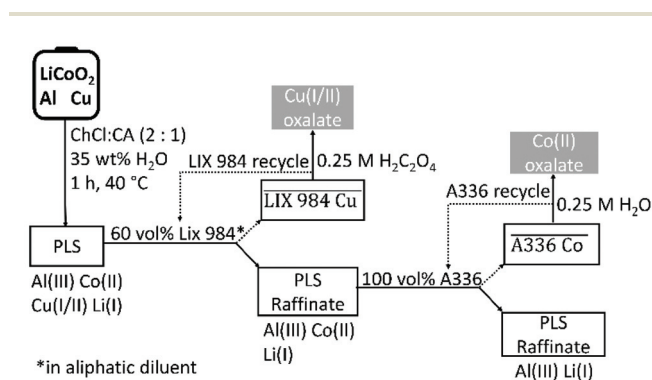 LiCoO₂
Al Cu
ChCl:CA (2 : 1)
35 wt% H₂O
1 h, 40 °C
PLS
Al(III) Co(II)
Cu(I/II) Li(I)
60 vol% Lix 984*
LIX 984 recycle
Cu(I/II)
oxalate
0.25 M H₂C₂O₄
LIX 984 Cu
PLS
Raffinate
Al(III) Co(II)
Li(I)
100 vol% A336
A336 recycle
Co(II)
oxalate
0.25 M H₂O
A336 Co
PLS
Raffinate
Al(III) Li(I)
*in aliphatic diluent